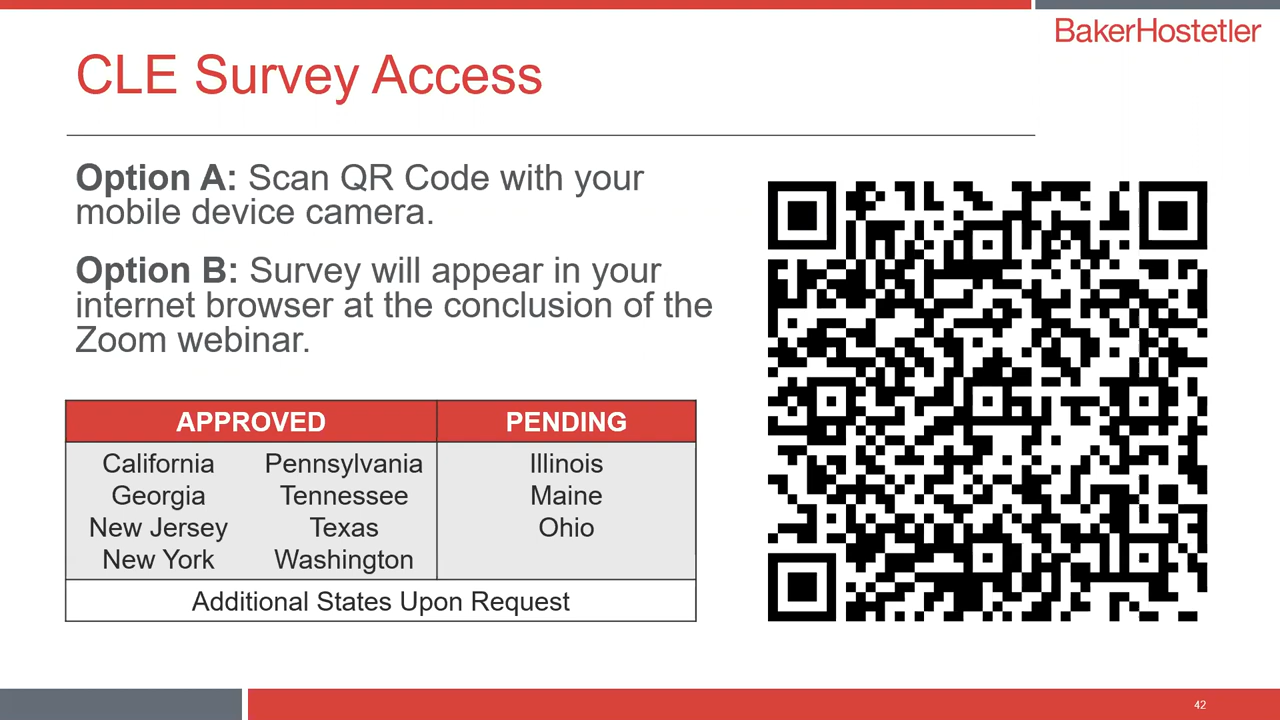 BakerHostetler
CLE Survey Access
Option A: Scan QR Code with your
mobile device camera.
Option B: Survey will appear in your
internet browser at the conclusion of the
Zoom webinar.
APPROVED PENDING
California Pennsylvania Illinois
Georgia Tennessee Maine
New Jersey Texas Ohio
New York Washington
Additional States Upon Request
42